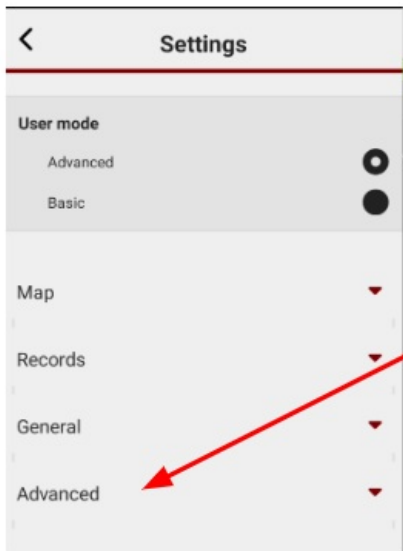 Settings
User mode
Advanced
Basic
Map
Records
General
Advanced